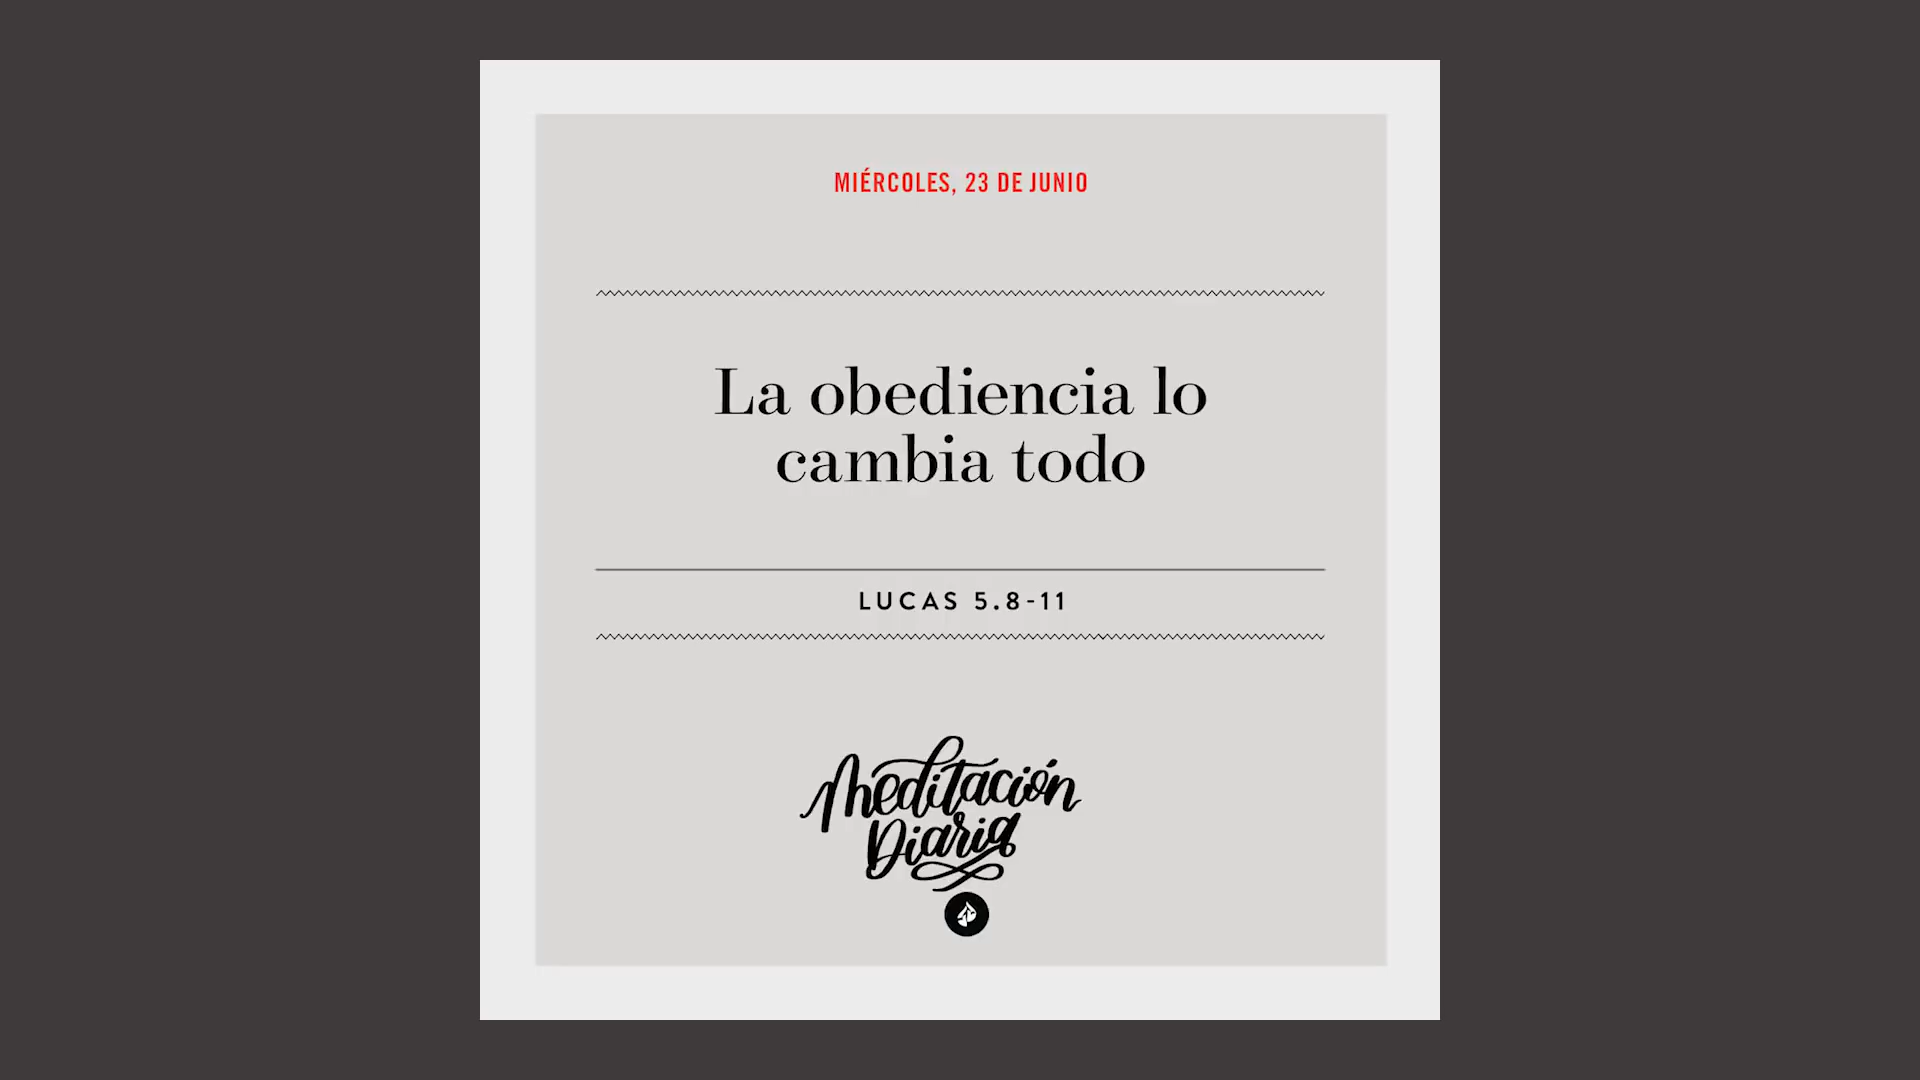 MIÉRCOLES, 23 DE JUNIO
La obediencia lo
cambia todo
LUCAS 5.8-11
Meditación
Diaria